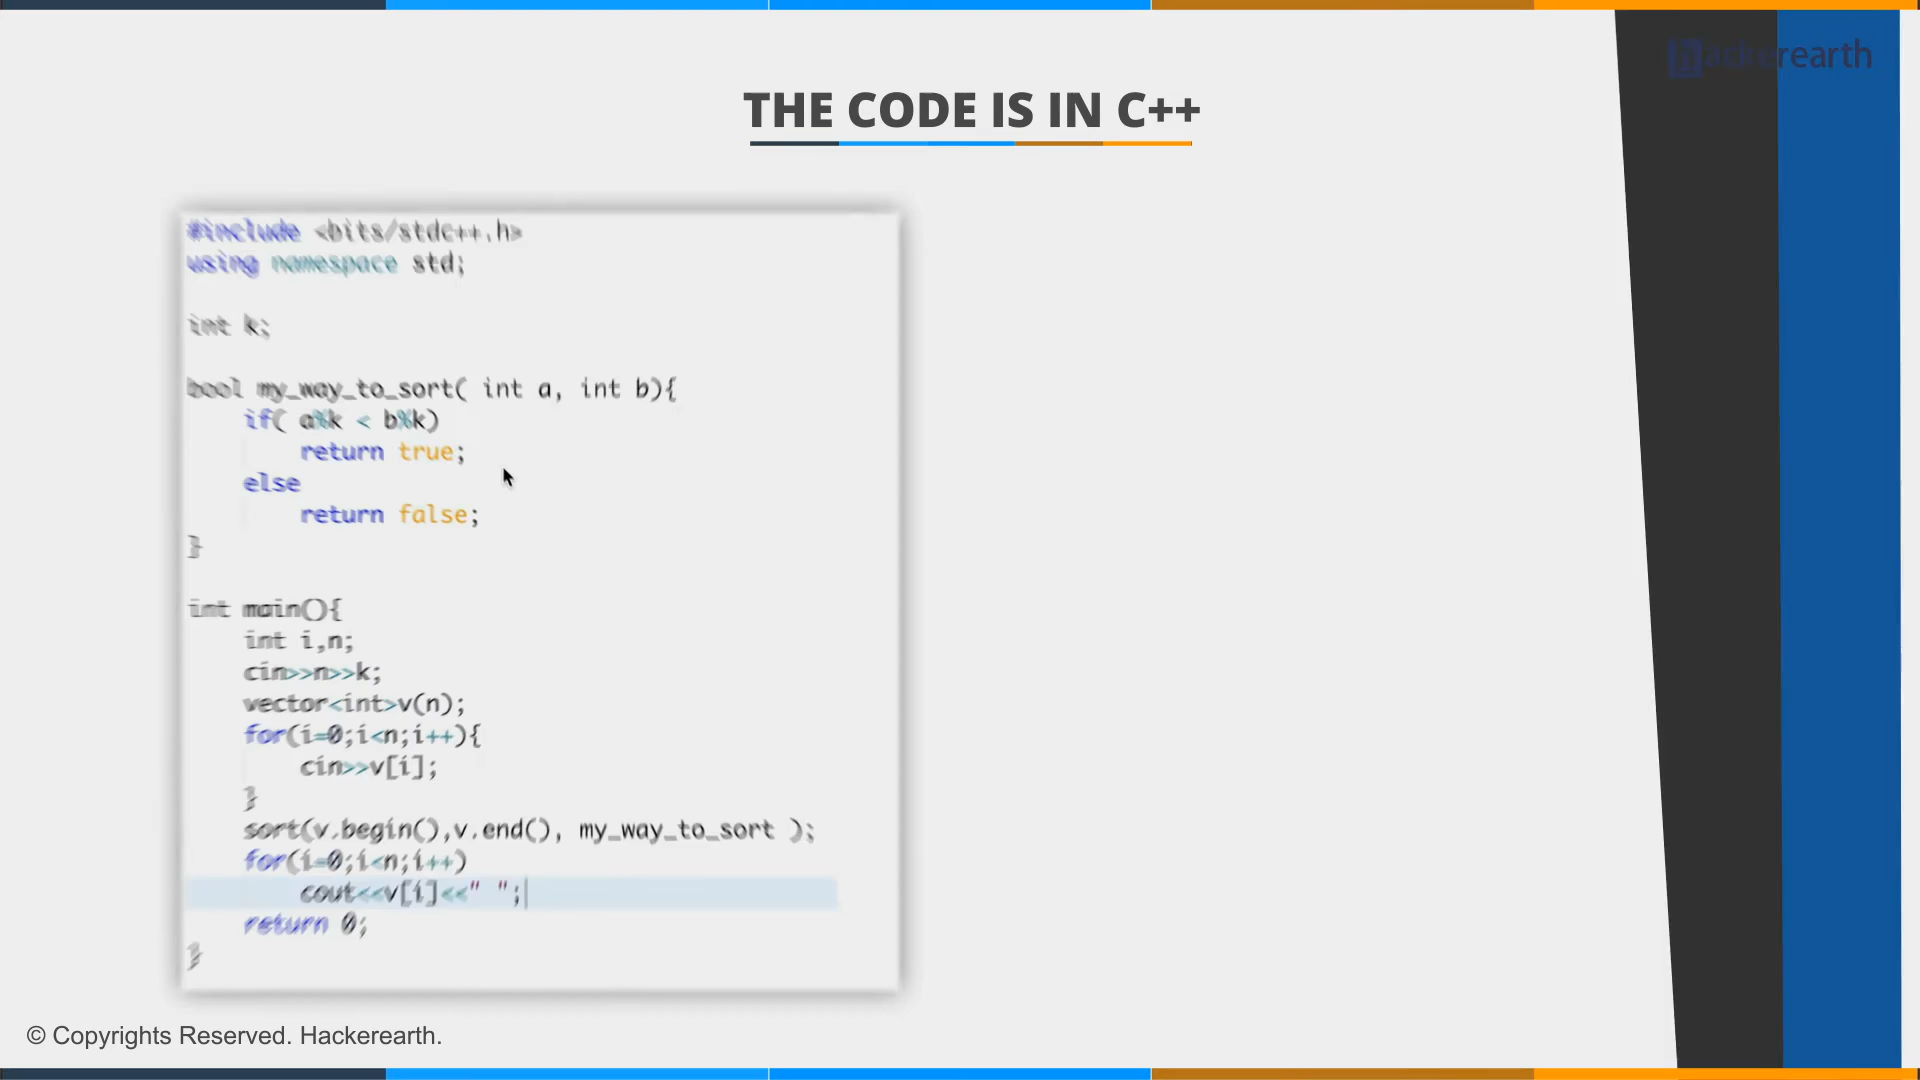 hackerearth
THE CODE IS IN C++
#include <bits/stdc++.h>
using namespace std;
int k;
bool my_way_to_sort( int a, int b){
if( a%k < b%k)
return true;
else
return false;
}
int main(){
int i,n;
cin>>n>>k;
vector<int>v(n);
for(i=0;i<n;i++){
cin>>v[i];
}
sort(v.begin(),v.end(), my_way_to_sort );
for(i=0;i<n;i++)
cout<<v[i]<<" ";
return 0;
}
© Copyrights Reserved. Hackerearth.